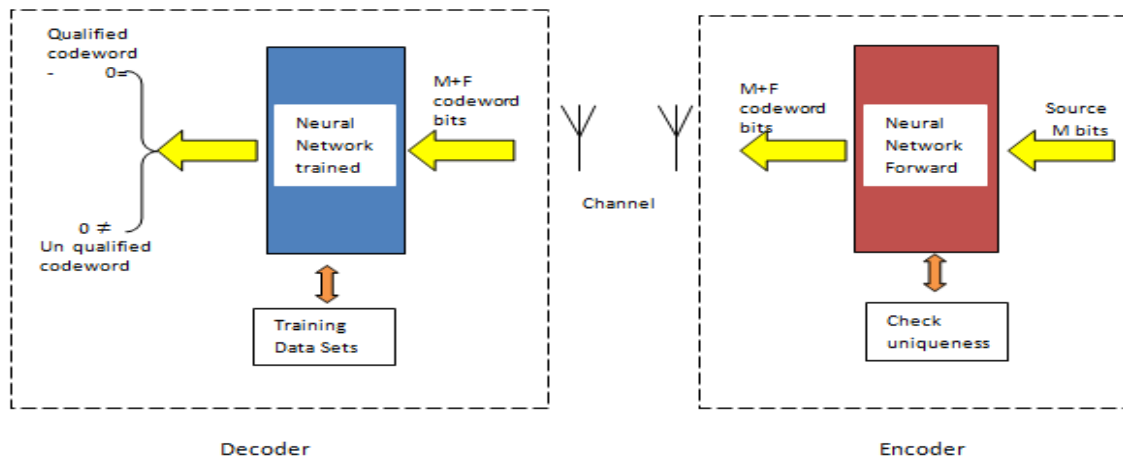 Qualified
codeword
- 0=
0 ≠
Un qualified
codeword
Neural
Network
trained
M+F
codeword
bits
Training
Data Sets
Decoder
Channel
M+F
codeword
bits
Neural
Network
Forward
Source
M bits
Check
uniqueness
Encoder